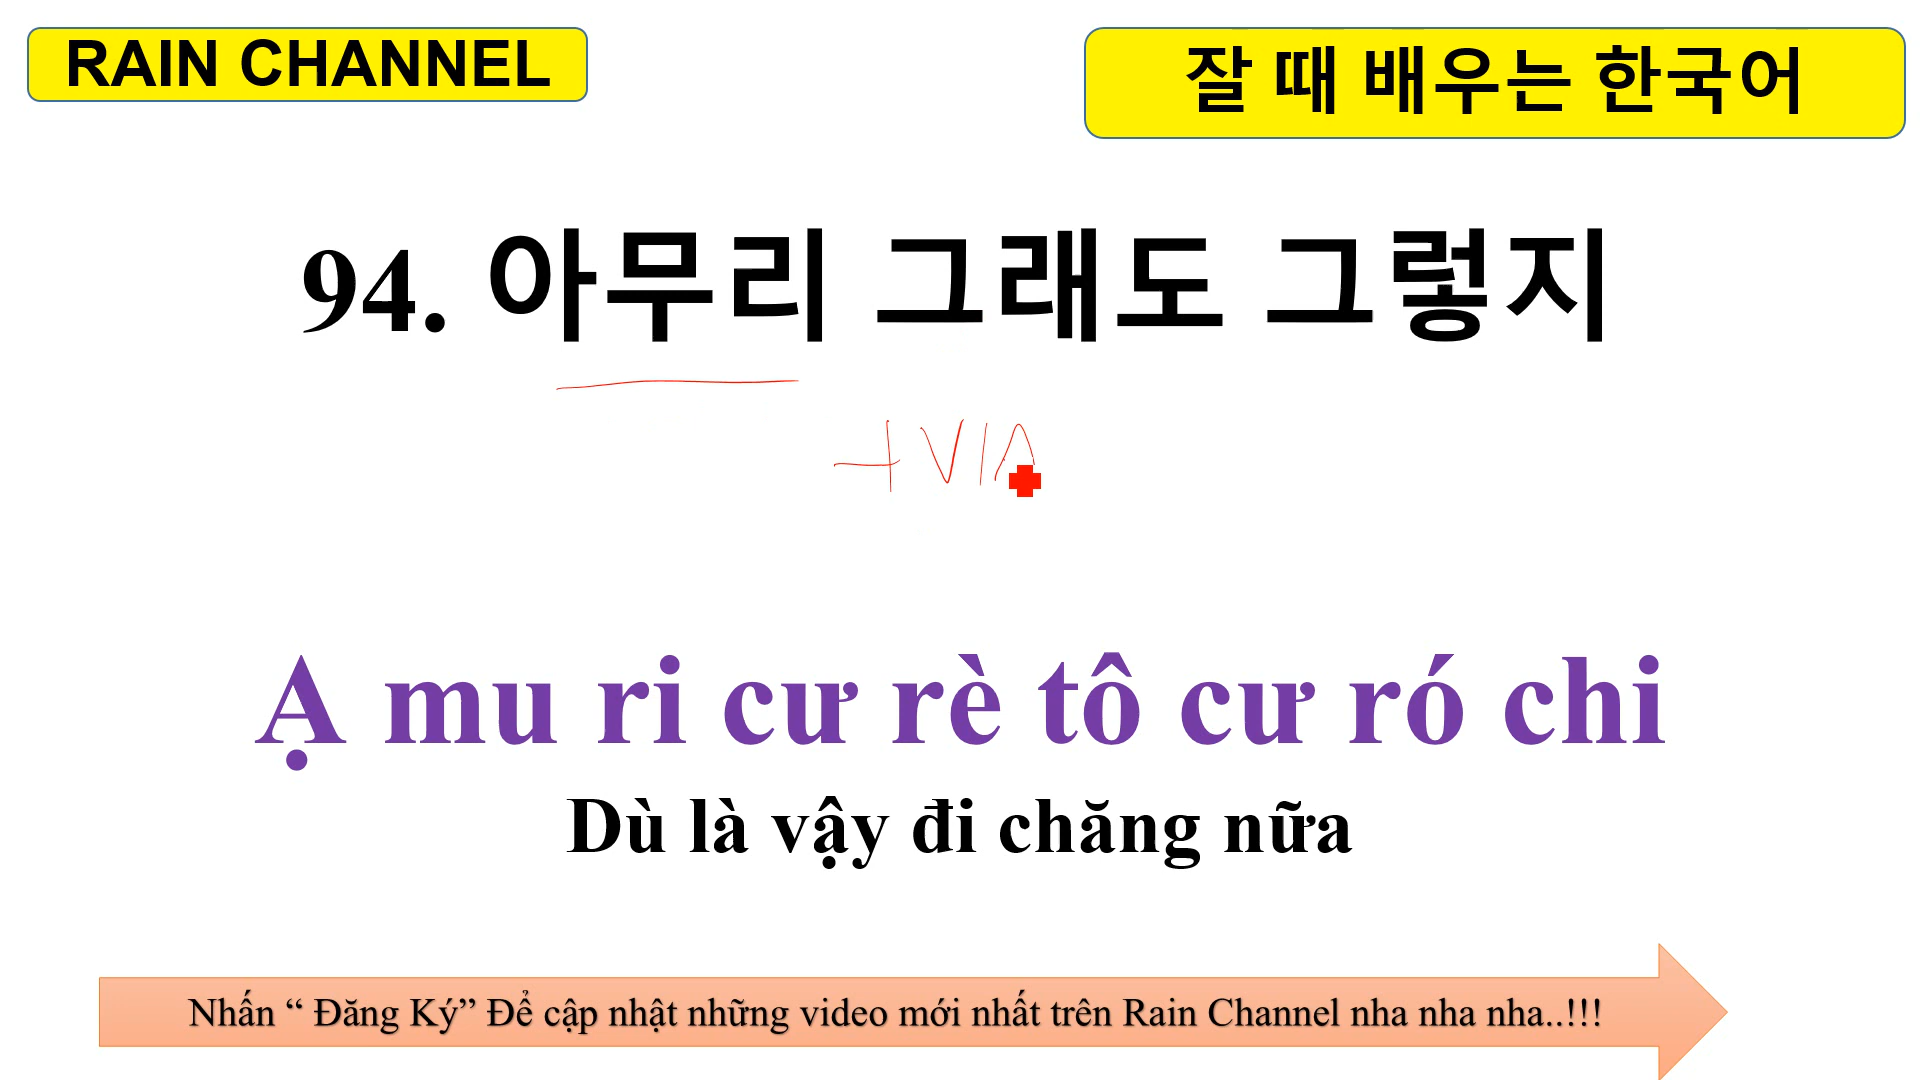 RAIN CHANNEL
잘 때 배우는 한국어
94. 아무리 그래도 그렇지
+V/A
Ạ mu ri cư rè tô cư ró chi
Dù là vậy đi chăng nữa
Nhấn “ Đăng Ký” Để cập nhật những video mới nhất trên Rain Channel nha nha nha..!!!